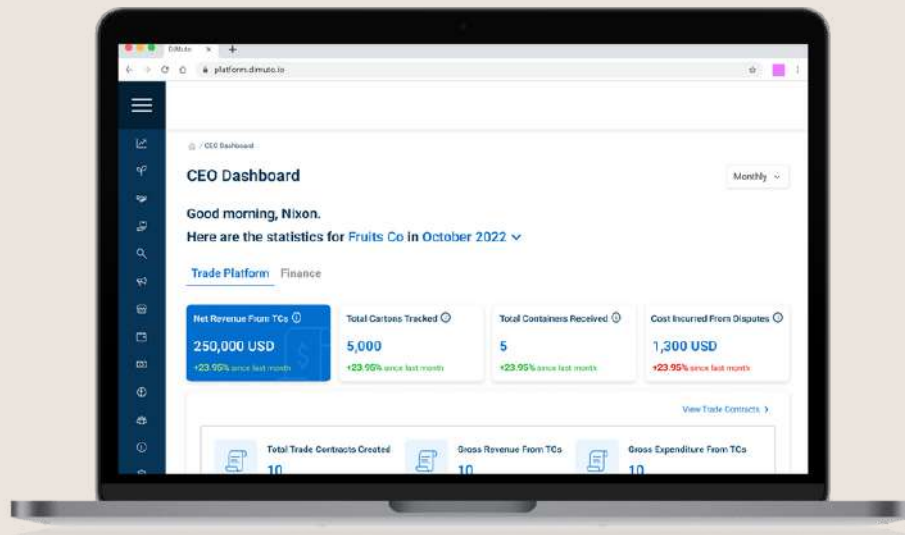 DiMuto
platform.dimuto.io
/ CEO Dashboard
CEO Dashboard
Monthly
Good morning, Nixon.
Here are the statistics for Fruits Co in October 2022
Trade Platform Finance
Net Revenue From TCs Total Cartons Tracked Total Containers Received Cost Incurred From Disputes
250,000 USD 5,000 5 1,300 USD
+23.95% since last month +23.95% since last month +23.95% since last month +23.95% since last month
View Trade Contracts >
Total Trade Contracts Created Gross Revenue From TCs Gross Expenditure From TCs
10 10 10